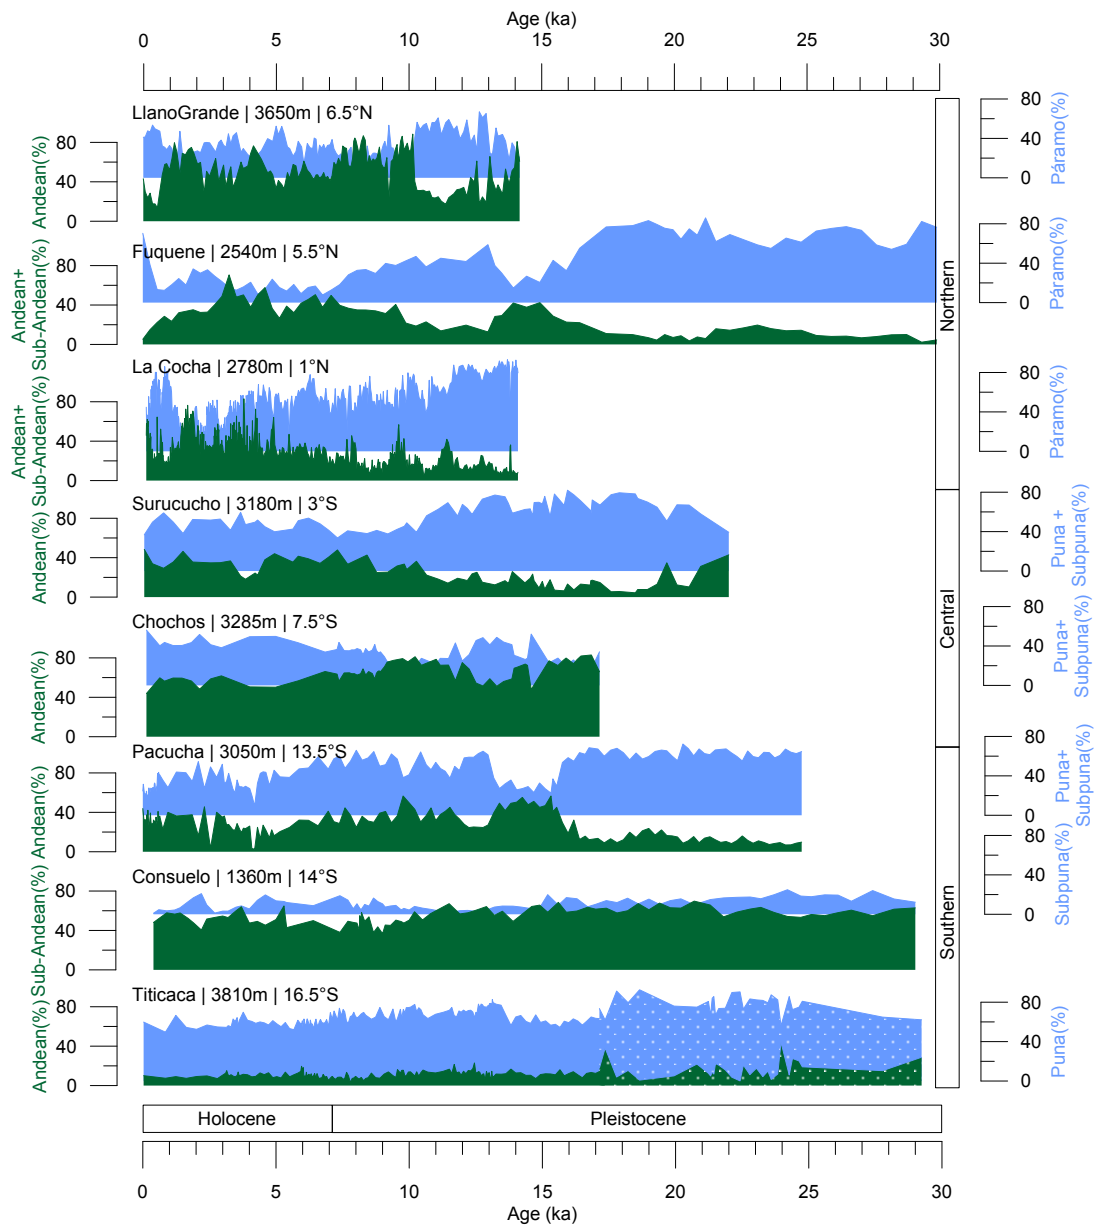 Age (ka)
0 5 10 15 20 25 30
LlanoGrande | 3650m | 6.5°N
80
40
0
Andean(%)
80
40
0
Páramo(%)
Fuquene | 2540m | 5.5°N
80
40
0
Andean+
Sub-Andean(%)
80
40
0
Páramo(%)
La Cocha | 2780m | 1°N
80
40
0
Andean+
Sub-Andean(%)
80
40
0
Páramo(%)
Northern
Surucucho | 3180m | 3°S
80
40
0
Andean(%)
80
40
0
Puna +
Subpuna(%)
Chochos | 3285m | 7.5°S
80
40
0
Andean(%)
80
40
0
Puna+
Subpuna(%)
Central
Pacucha | 3050m | 13.5°S
80
40
0
Andean(%)
80
40
0
Puna+
Subpuna(%)
Consuelo | 1360m | 14°S
80
40
0
Sub-Andean(%)
80
40
0
Subpuna(%)
Titicaca | 3810m | 16.5°S
80
40
0
Andean(%)
80
40
0
Puna(%)
Southern
Holocene
Pleistocene
0 5 10 15 20 25 30
Age (ka)